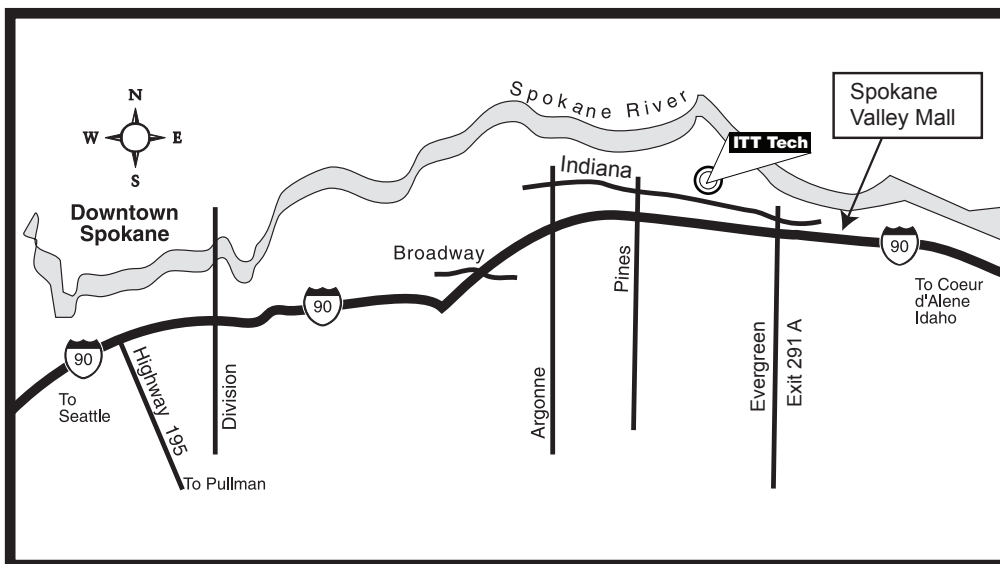 Spokane River
N
W
E
S
Downtown
Spokane
ITT Tech
Spokane
Valley Mall
Indiana
Broadway
Pines
90
90
90
To Coeur
d'Alene
Idaho
To
Seattle
Highway 195
Division
Argonne
Evergreen
Exit 291 A
To Pullman